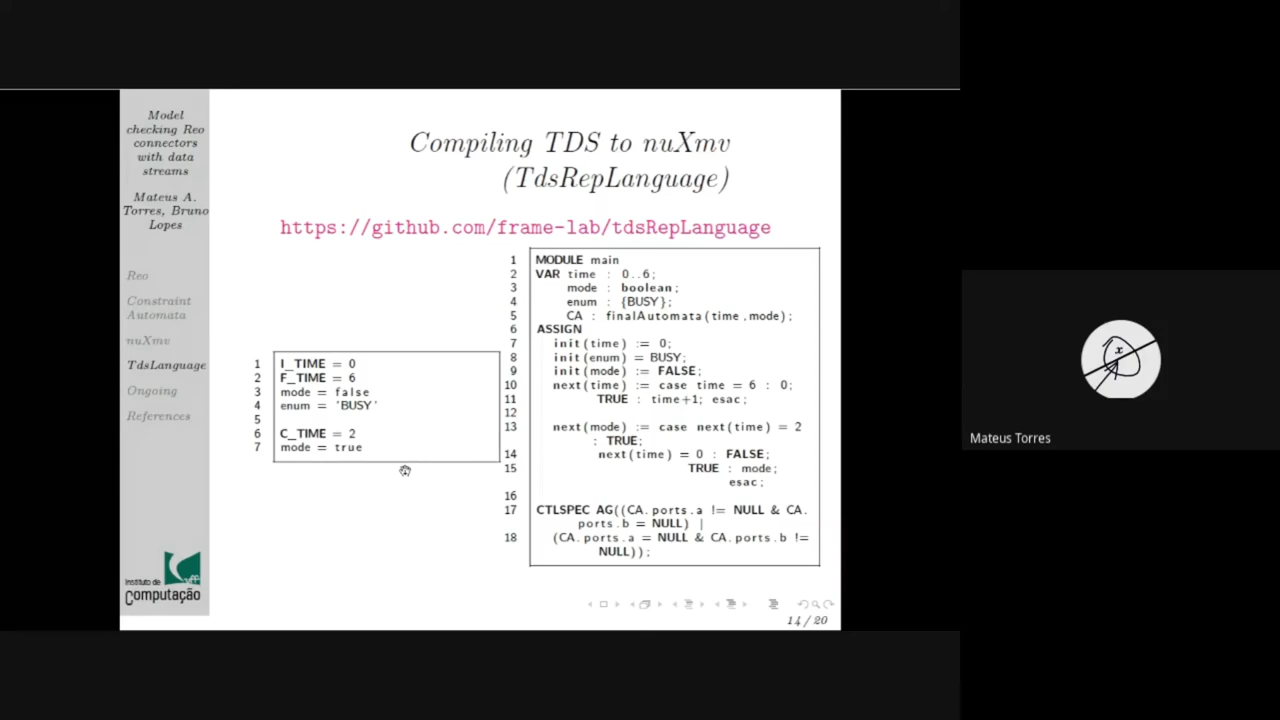 Model
checking Reo
connectors
with data
streams
Mateus A.
Torres, Bruno
Lopes
Reo
Constraint
Automata
nuXmv
TdsLanguage
Ongoing
References
Instituto de
Computação
Compiling TDS to nuXmv
(TdsRepLanguage)
https://github.com/frame-lab/tdsRepLanguage
1 I_TIME = 0
2 F_TIME = 6
3 mode = false
4 enum = 'BUSY'
5
6 C_TIME = 2
7 mode = true
1 MODULE main
2 VAR time : 0..6;
3 mode : boolean;
4 enum : {BUSY};
5 CA : finalAutomata(time,mode);
6 ASSIGN
7 init(time) := 0;
8 init(enum) = BUSY;
9 init(mode) := FALSE;
10 next(time) := case time = 6 : 0;
11 TRUE : time+1; esac;
12
13 next(mode) := case next(time) = 2
: TRUE;
14 next(time) = 0 : FALSE;
15 TRUE : mode;
esac;
16
17 CTLSPEC AG((CA.ports.a != NULL & CA.
ports.b = NULL) |
18 (CA.ports.a = NULL & CA.ports.b !=
NULL));
14/20
x
Mateus Torres